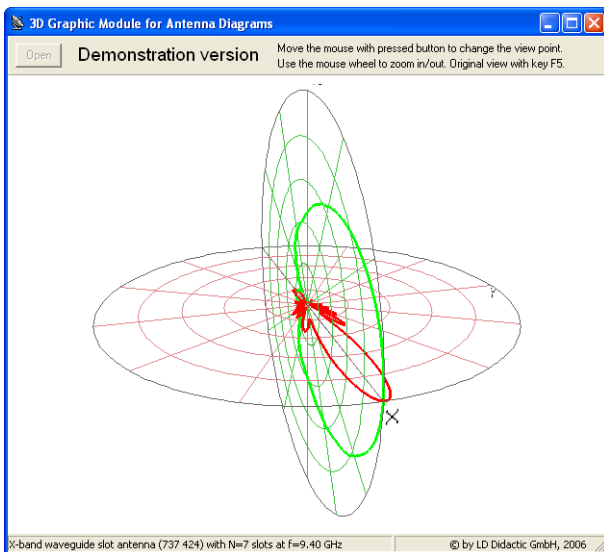 3D Graphic Module for Antenna Diagrams
Open
Demonstration version
Move the mouse with pressed button to change the view point.
Use the mouse wheel to zoom in/out. Original view with key F5.
X
X-band waveguide slot antenna (737 424) with N=7 slots at f=9.40 GHz
© by LD Didactic GmbH, 2006